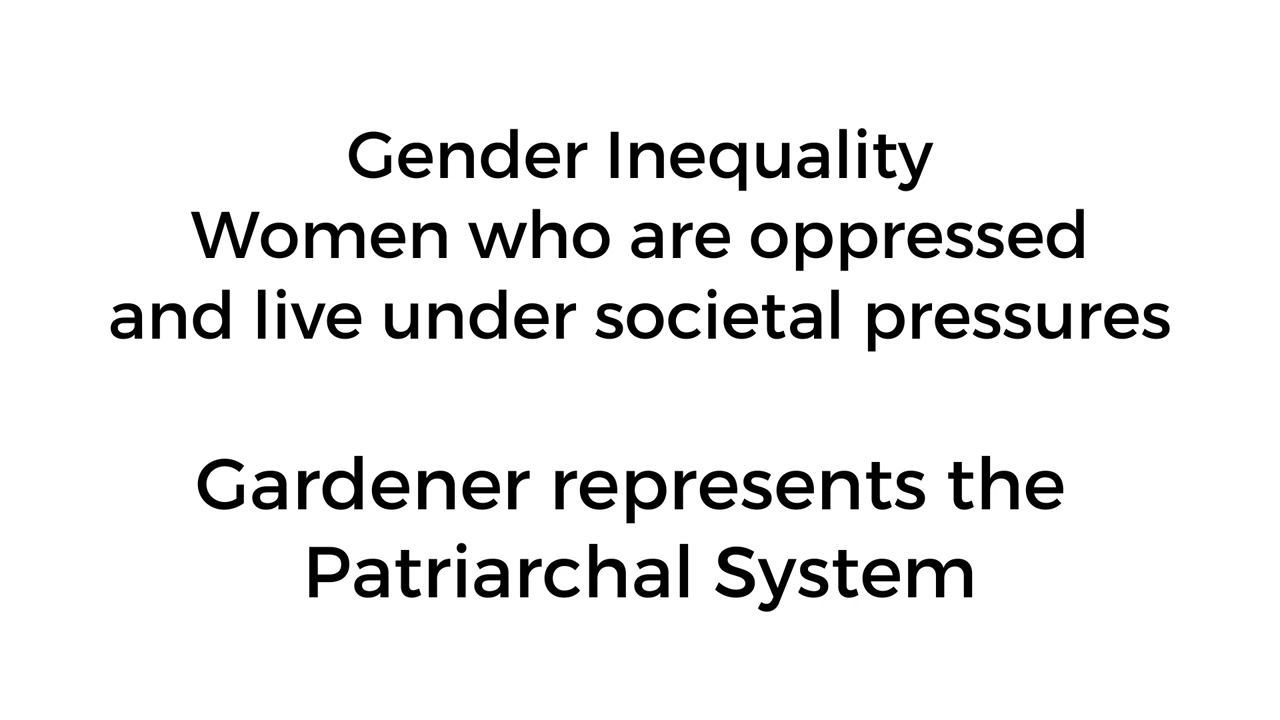 Gender Inequality
Women who are oppressed
and live under societal pressures
Gardener represents the
Patriarchal System